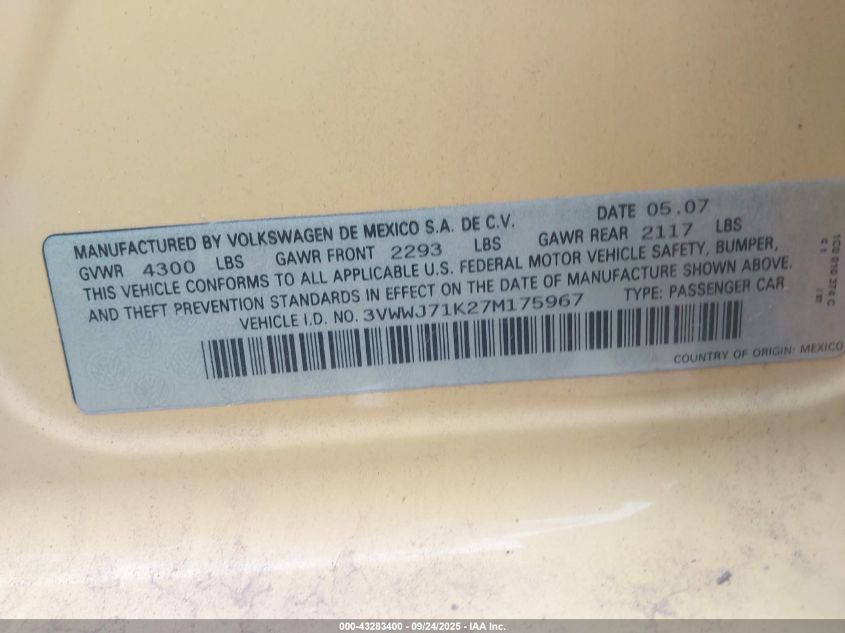 MANUFACTURED BY VOLKSWAGEN DE MEXICO S.A. DE C.V. DATE 05.07
GVWR 4300 LBS GAWR FRONT 2293 LBS GAWR REAR 2117 LBS
THIS VEHICLE CONFORMS TO ALL APPLICABLE U.S. FEDERAL MOTOR VEHICLE SAFETY, BUMPER,
AND THEFT PREVENTION STANDARDS IN EFFECT ON THE DATE OF MANUFACTURE SHOWN ABOVE.
VEHICLE I.D. NO. 3VWWJ71K27M175967 TYPE: PASSENGER CAR
COUNTRY OF ORIGIN: MEXICO
1C0 010 274 C
000-43283400 - 09/24/2025 - IAA Inc.